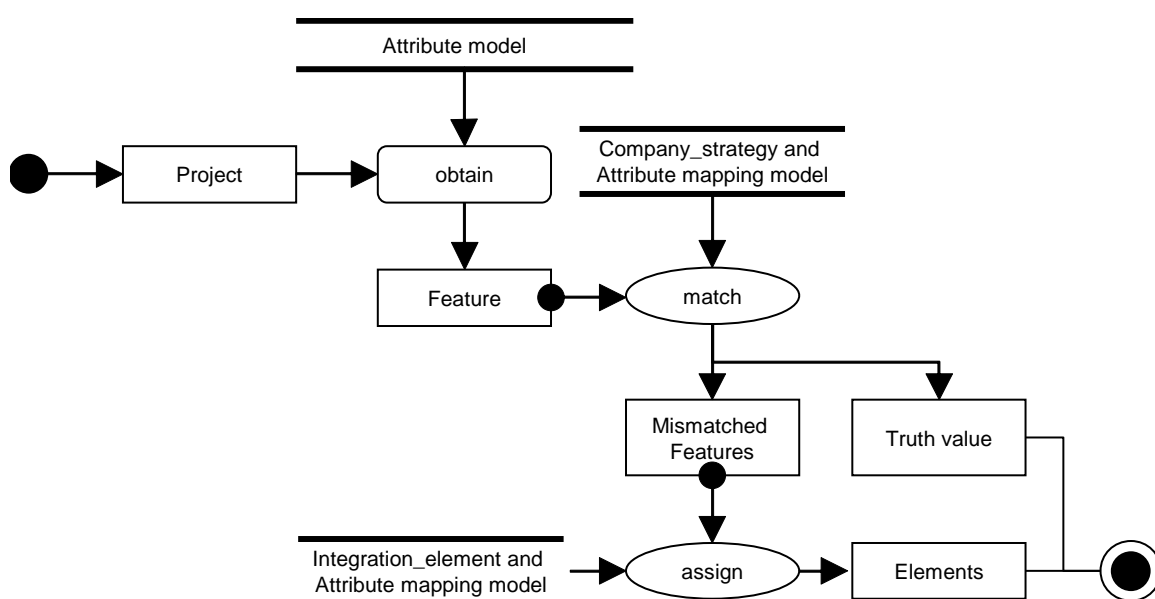 Attribute model
Company_strategy and
Attribute mapping model
Project
obtain
Feature
match
Mismatched
Features
Truth value
Integration_element and
Attribute mapping model
assign
Elements